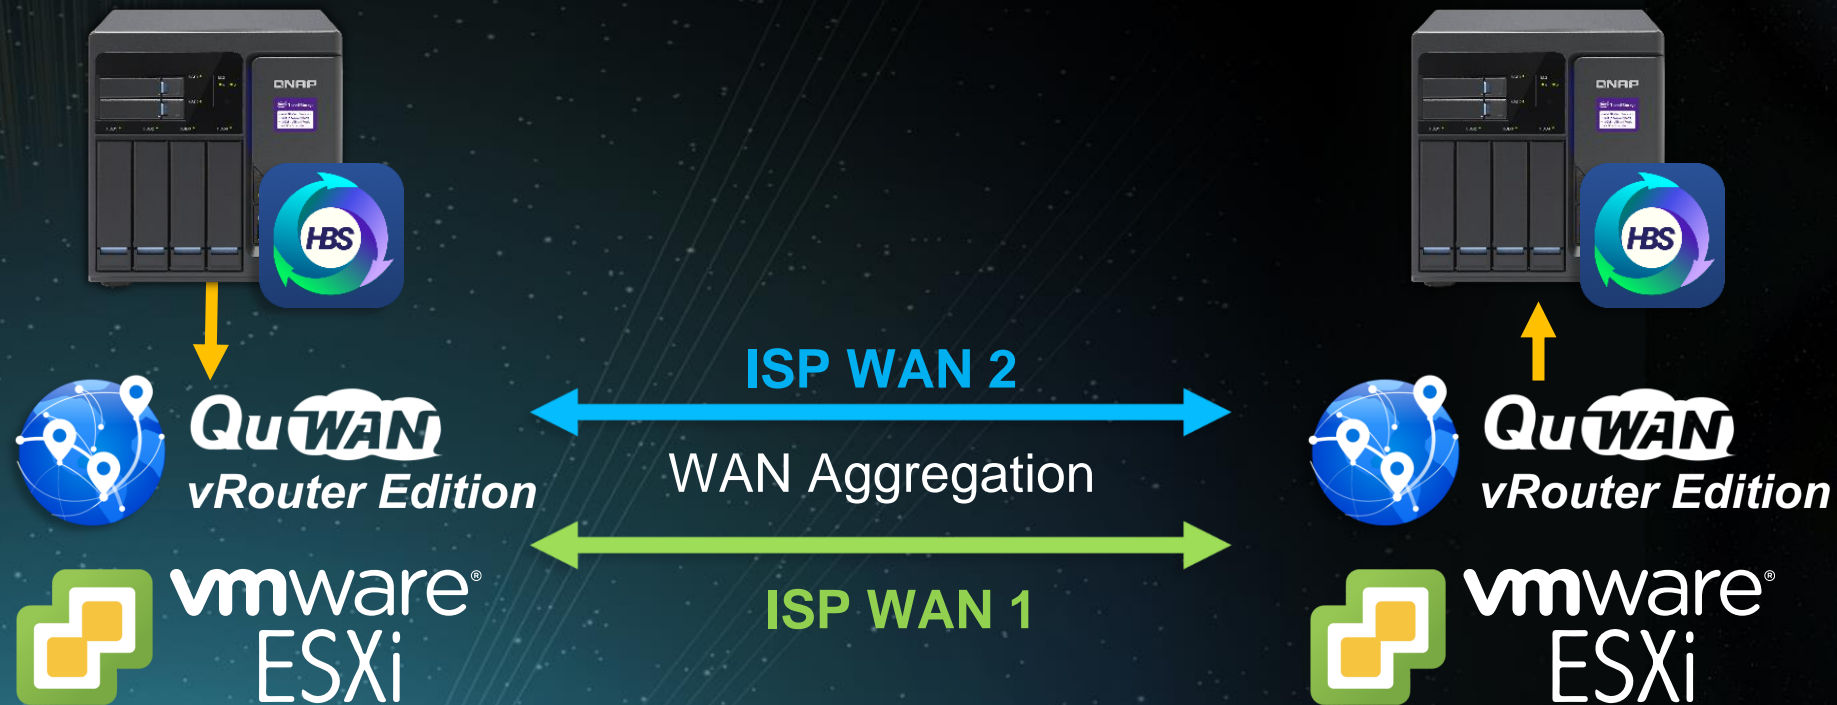 QNAP
HBS
QNAP
HBS
ISP WAN 2
QuWAN
vRouter Edition
WAN Aggregation
QuWAN
vRouter Edition
ISP WAN 1
vmware®
ESXi
vmware®
ESXi